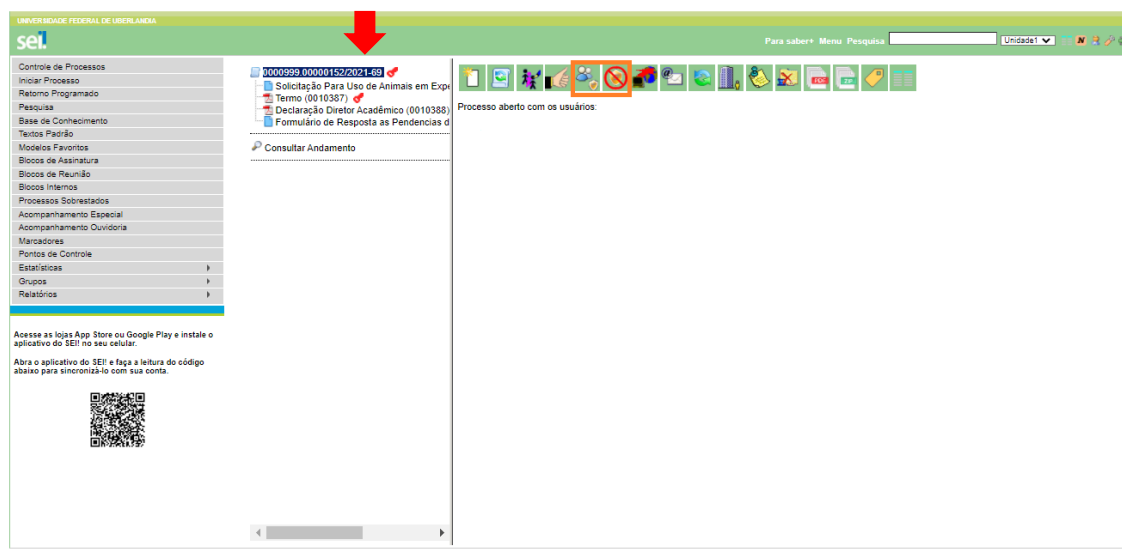 UNIVERSIDADE FEDERAL DE UBERLANDIA
sei!
Para saber+ Menu Pesquisa
Unidade1
Controle de Processos
Iniciar Processo
Retorno Programado
Pesquisa
Base de Conhecimento
Textos Padrão
Modelos Favoritos
Blocos de Assinatura
Blocos de Reunião
Blocos Internos
Processos Sobrestados
Acompanhamento Especial
Acompanhamento Ouvidoria
Marcadores
Pontos de Controle
Estatísticas
Grupos
Relatórios
Acesse as lojas App Store ou Google Play e instale o
aplicativo do SEI! no seu celular.
Abra o aplicativo do SEI! e faça a leitura do código
abaixo para sincronizá-lo com sua conta.
0000999.00000152/2021-69
Solicitação Para Uso de Animais em Expe
Termo (0010387)
Declaração Diretor Acadêmico (0010388)
Formulário de Resposta as Pendencias d
Consultar Andamento
PDF
ZIP
Processo aberto com os usuários: